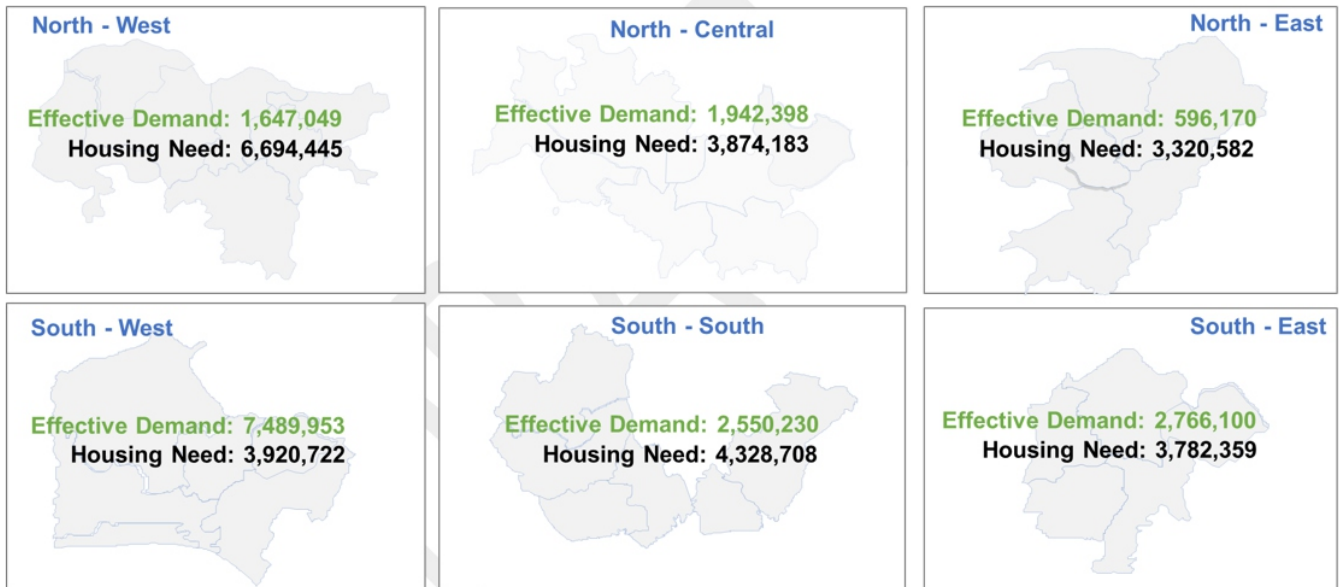 North - West
Effective Demand: 1,647,049
Housing Need: 6,694,445
North - Central
Effective Demand: 1,942,398
Housing Need: 3,874,183
North - East
Effective Demand: 596,170
Housing Need: 3,320,582
South - West
Effective Demand: 7,489,953
Housing Need: 3,920,722
South - South
Effective Demand: 2,550,230
Housing Need: 4,328,708
South - East
Effective Demand: 2,766,100
Housing Need: 3,782,359